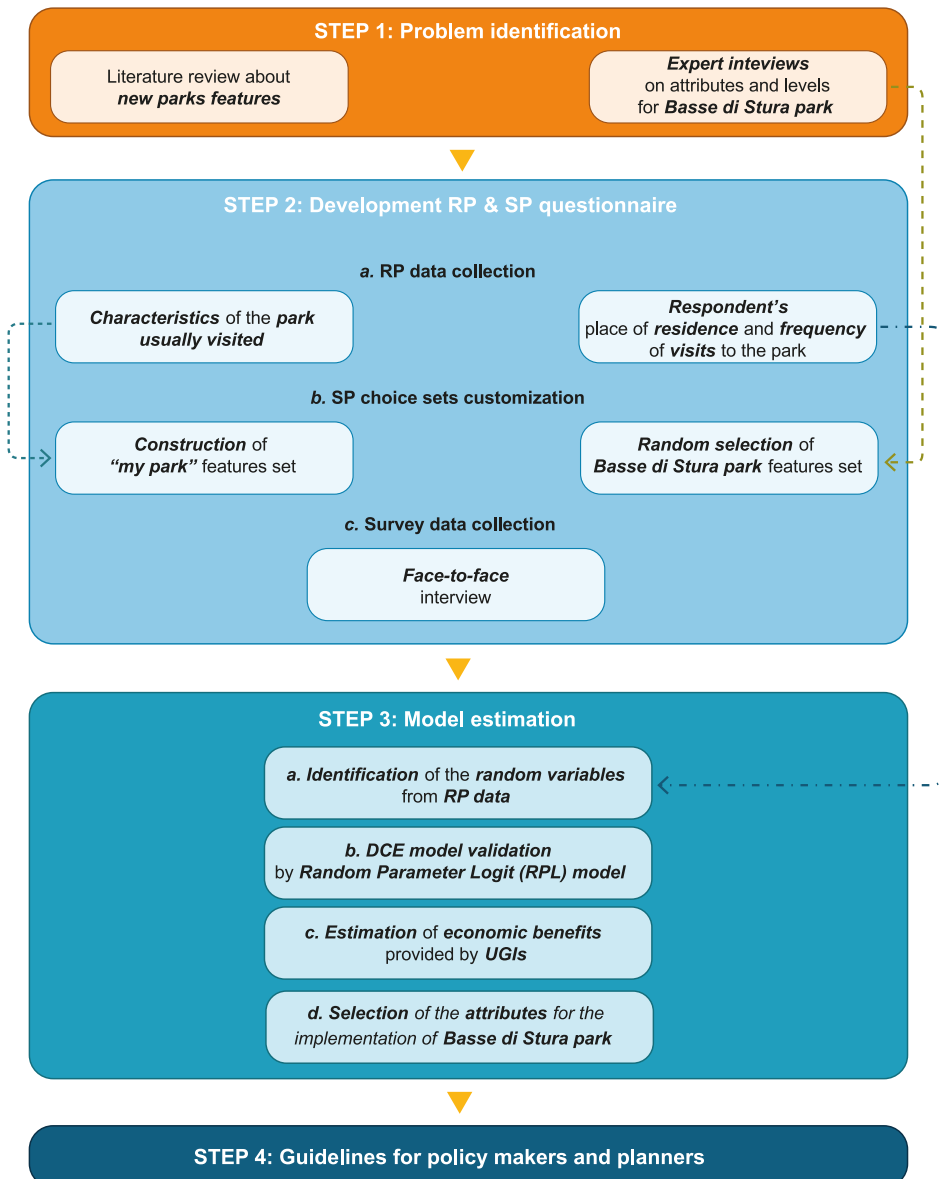 STEP 1: Problem identification
Literature review about
new parks features
Expert inteviews
on attributes and levels
for Basse di Stura park
STEP 2: Development RP & SP questionnaire
a. RP data collection
Characteristics of the park
usually visited
Respondent's
place of residence and frequency
of visits to the park
b. SP choice sets customization
Construction of
“my park” features set
Random selection of
Basse di Stura park features set
c. Survey data collection
Face-to-face
interview
STEP 3: Model estimation
a. Identification of the random variables
from RP data
b. DCE model validation
by Random Parameter Logit (RPL) model
c. Estimation of economic benefits
provided by UGIs
d. Selection of the attributes for the
implementation of Basse di Stura park
STEP 4: Guidelines for policy makers and planners